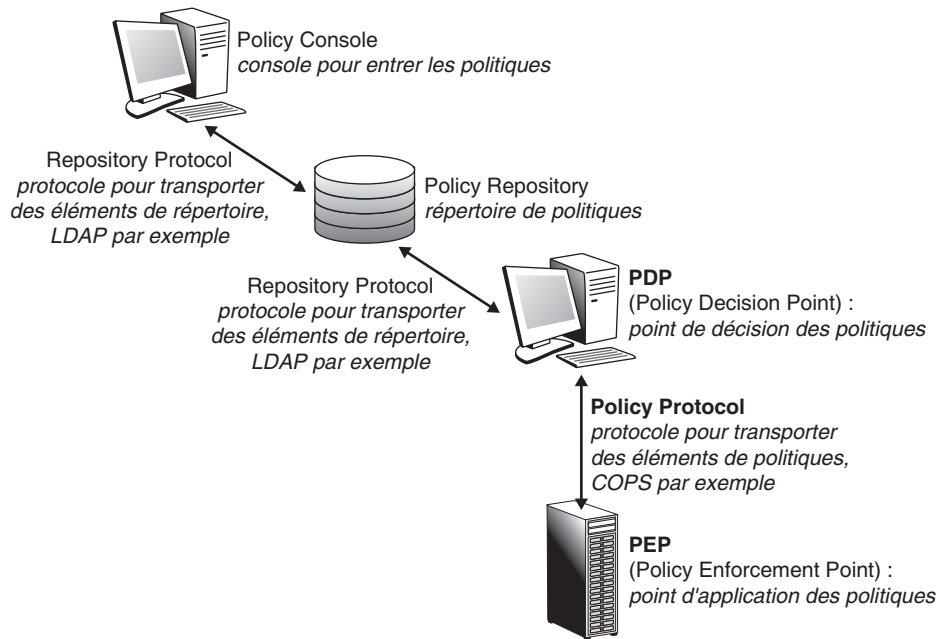 Policy Console
console pour entrer les politiques
Repository Protocol
protocole pour transporter
des éléments de répertoire,
LDAP par exemple
Policy Repository
répertoire de politiques
Repository Protocol
protocole pour transporter
des éléments de répertoire,
LDAP par exemple
PDP
(Policy Decision Point) :
point de décision des politiques
Policy Protocol
protocole pour transporter
des éléments de politiques,
COPS par exemple
PEP
(Policy Enforcement Point) :
point d'application des politiques